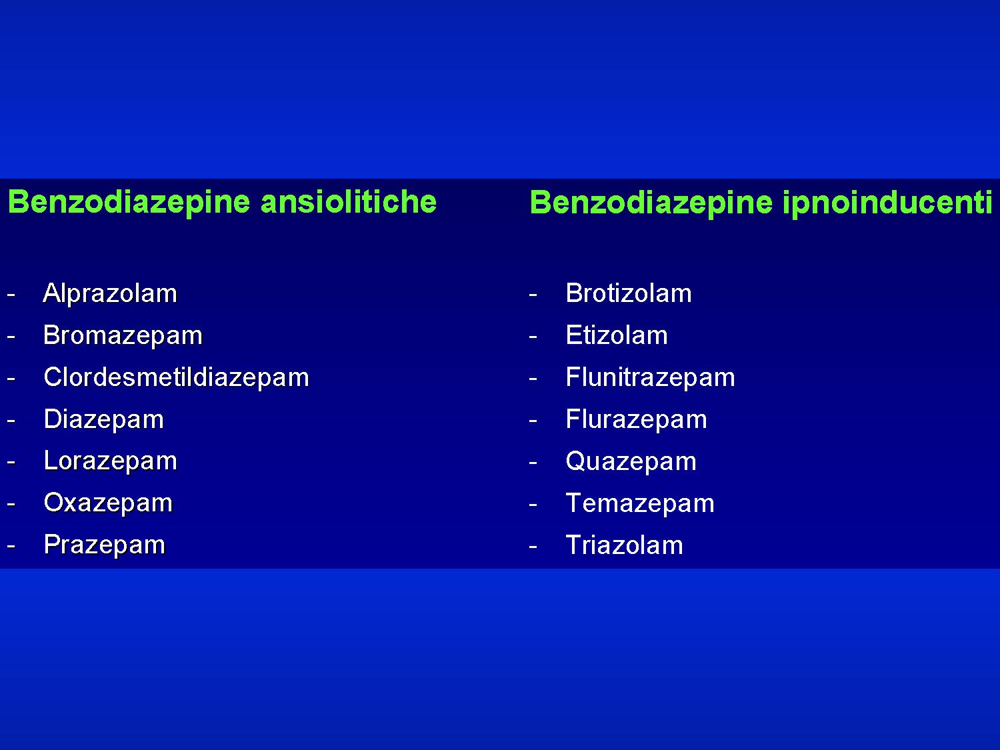 Benzodiazepine ansiolitiche
- Alprazolam
- Bromazepam
- Clordesmetildiazepam
- Diazepam
- Lorazepam
- Oxazepam
- Prazepam
Benzodiazepine ipnoinducenti
- Brotizolam
- Etizolam
- Flunitrazepam
- Flurazepam
- Quazepam
- Temazepam
- Triazolam